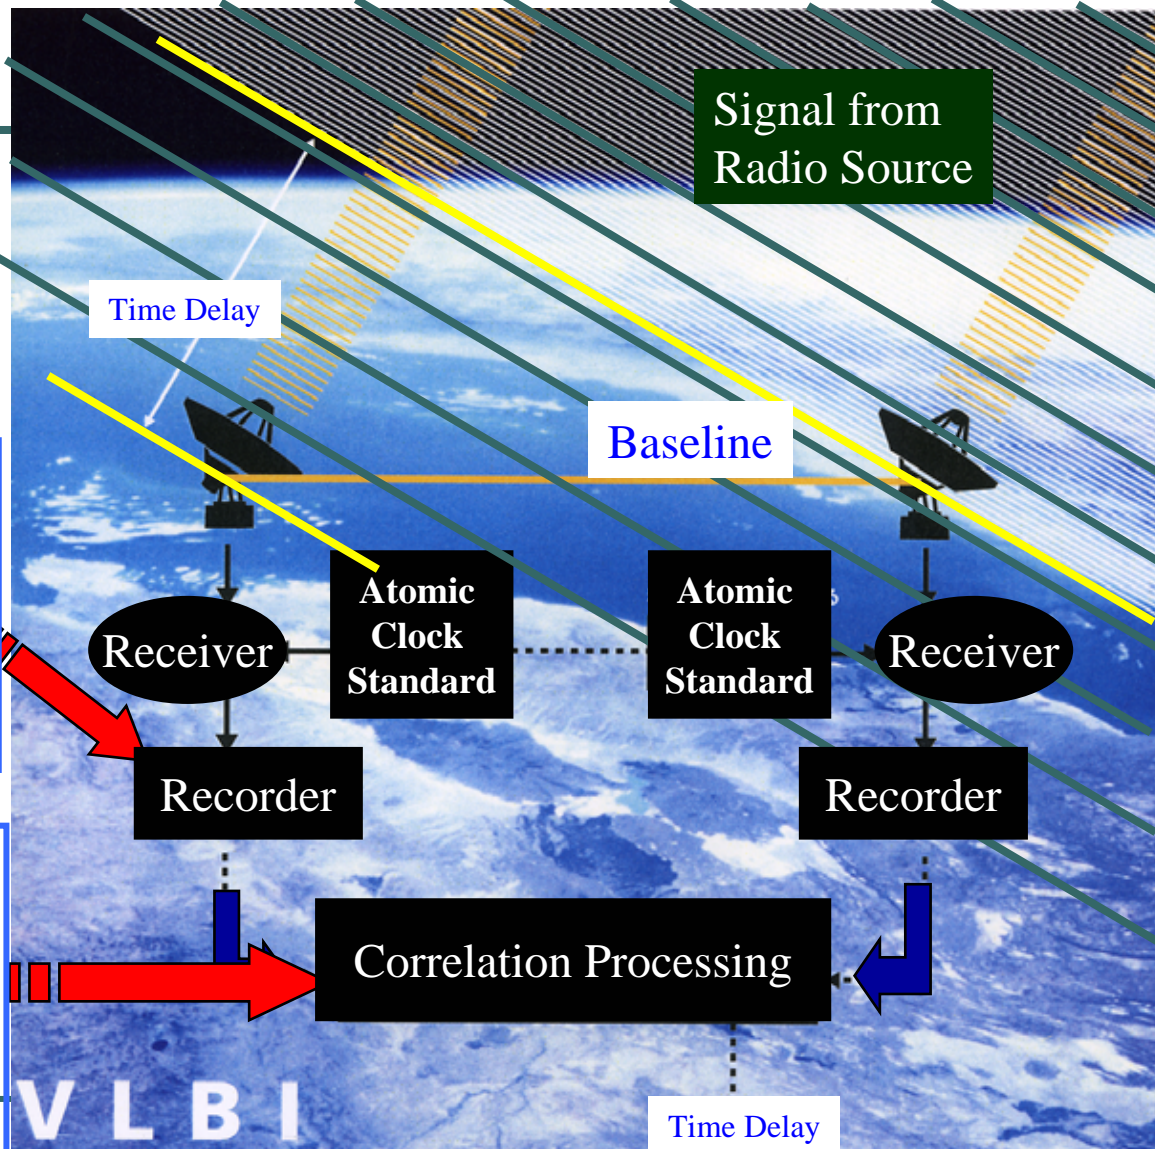 Signal from
Radio Source
Time Delay
Baseline
Atomic
Clock
Standard
Atomic
Clock
Standard
Receiver
Receiver
Recorder
Recorder
Correlation Processing
VLBI
Time Delay